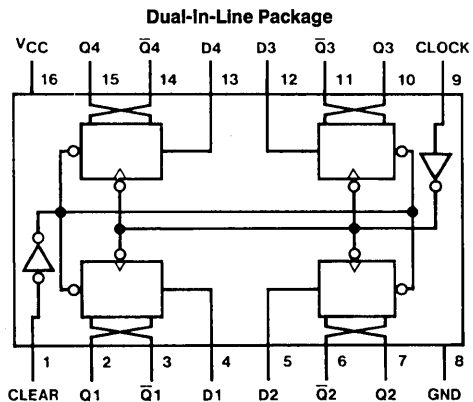 Dual-In-Line Package
VCC Q4 Q̅4 D4 D3 Q̅3 Q3 CLOCK
16 15 14 13 12 11 10 9
1 2 3 4 5 6 7 8
CLEAR Q1 Q̅1 D1 D2 Q̅2 Q2 GND